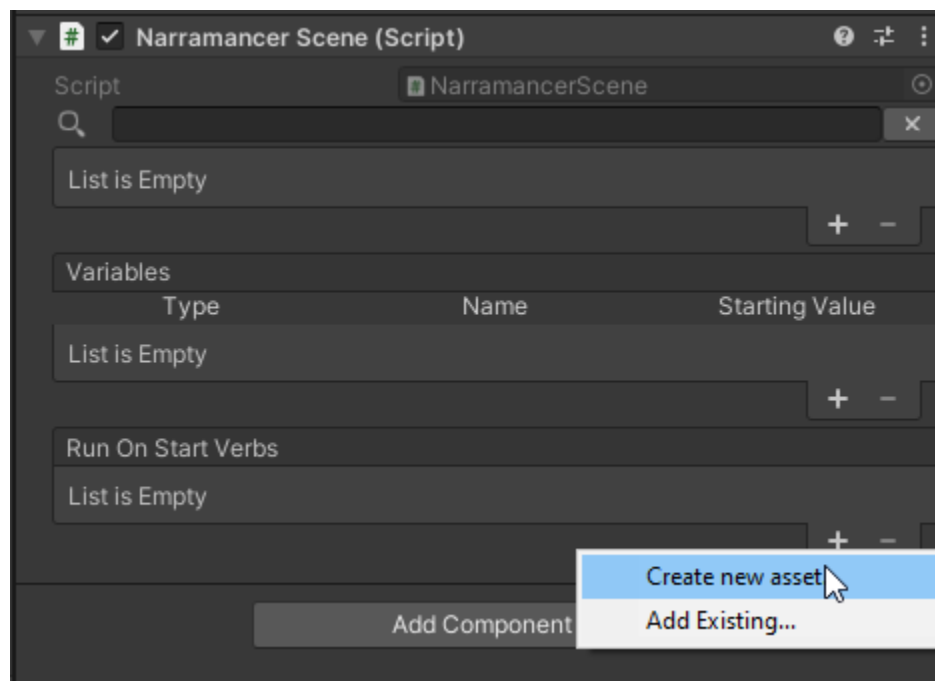 Narramancer Scene (Script)
Script NarramancerScene
List is Empty
Variables
Type Name Starting Value
List is Empty
Run On Start Verbs
List is Empty
Create new asset
Add Component
Add Existing...